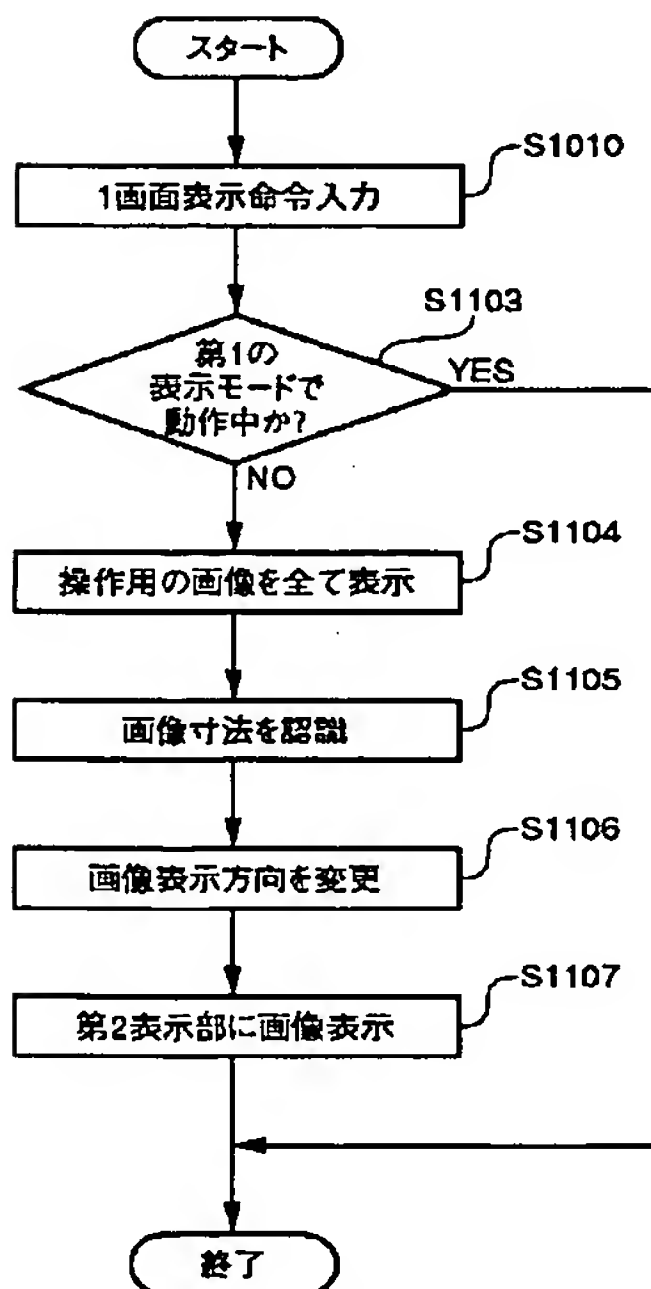 スタート
S1010
1画面表示命令入力
S1103
第1の
表示モードで
動作中か?
YES
NO
S1104
操作用の画像を全て表示
S1105
画像寸法を認識
S1106
画像表示方向を変更
S1107
第2表示部に画像表示
終了